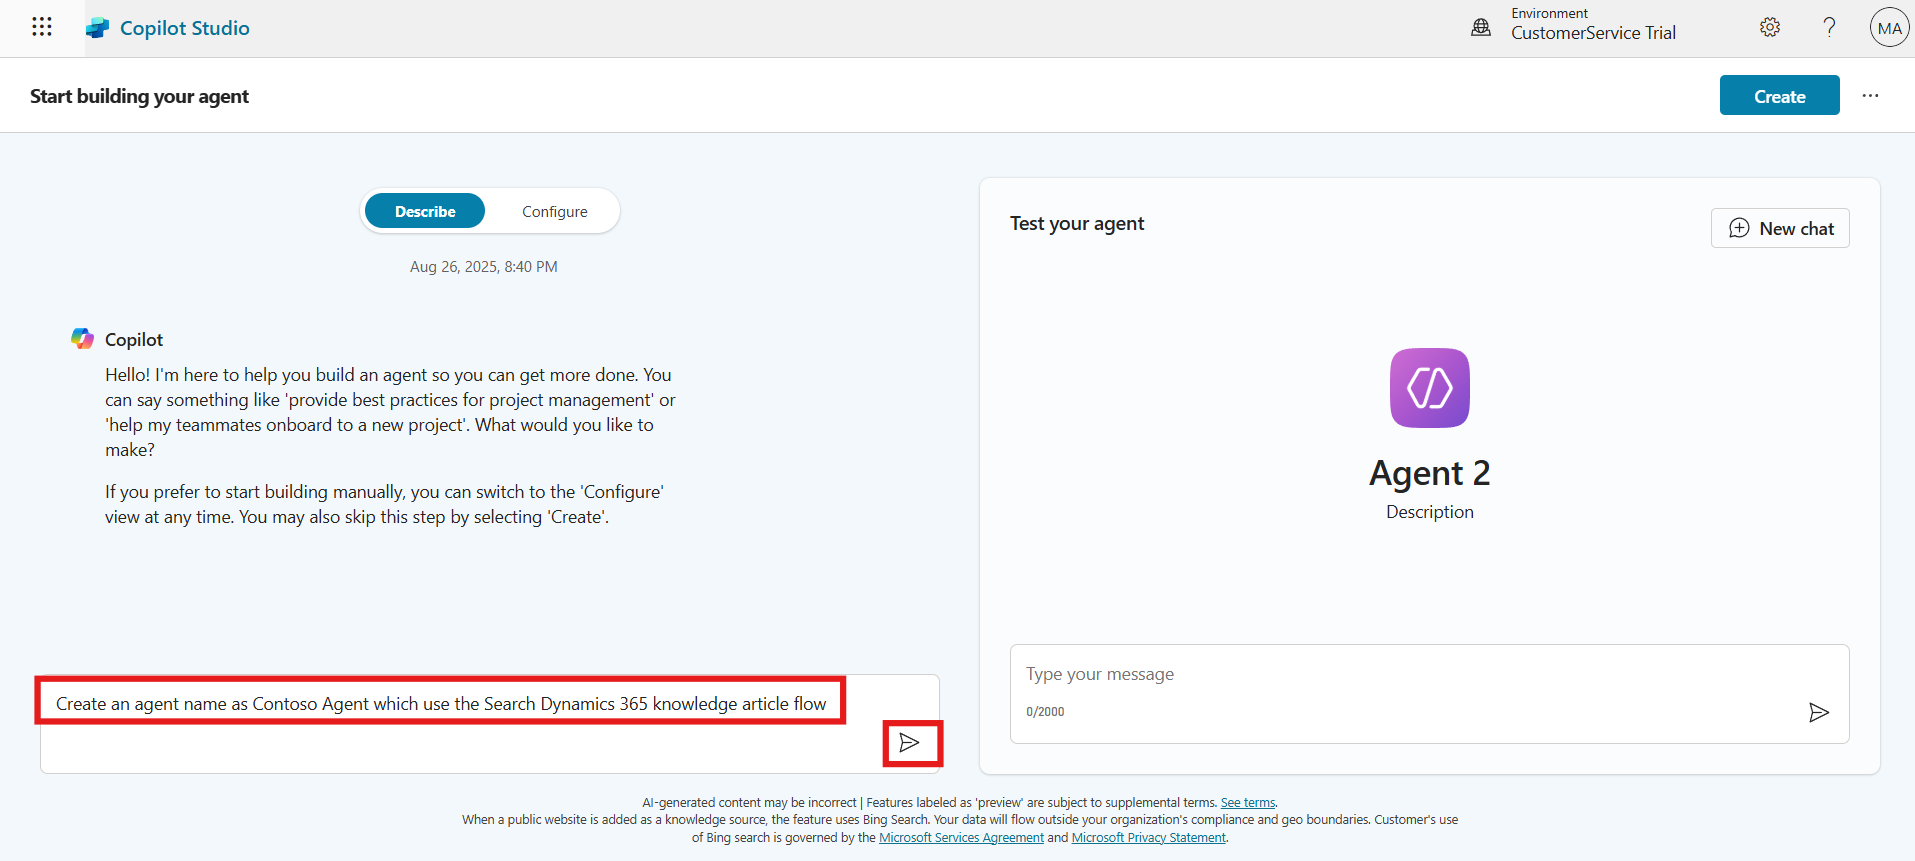 Copilot Studio
Environment
CustomerService Trial
?
MA
Start building your agent
Create
...
Describe
Configure
Aug 26, 2025, 8:40 PM
Copilot
Hello! I'm here to help you build an agent so you can get more done. You
can say something like 'provide best practices for project management' or
'help my teammates onboard to a new project'. What would you like to
make?
If you prefer to start building manually, you can switch to the 'Configure'
view at any time. You may also skip this step by selecting 'Create'.
Create an agent name as Contoso Agent which use the Search Dynamics 365 knowledge article flow
Test your agent
New chat
Agent 2
Description
Type your message
0/2000
AI-generated content may be incorrect | Features labeled as 'preview' are subject to supplemental terms. See terms.
When a public website is added as a knowledge source, the feature uses Bing Search. Your data will flow outside your organization's compliance and geo boundaries. Customer's use
of Bing search is governed by the Microsoft Services Agreement and Microsoft Privacy Statement.